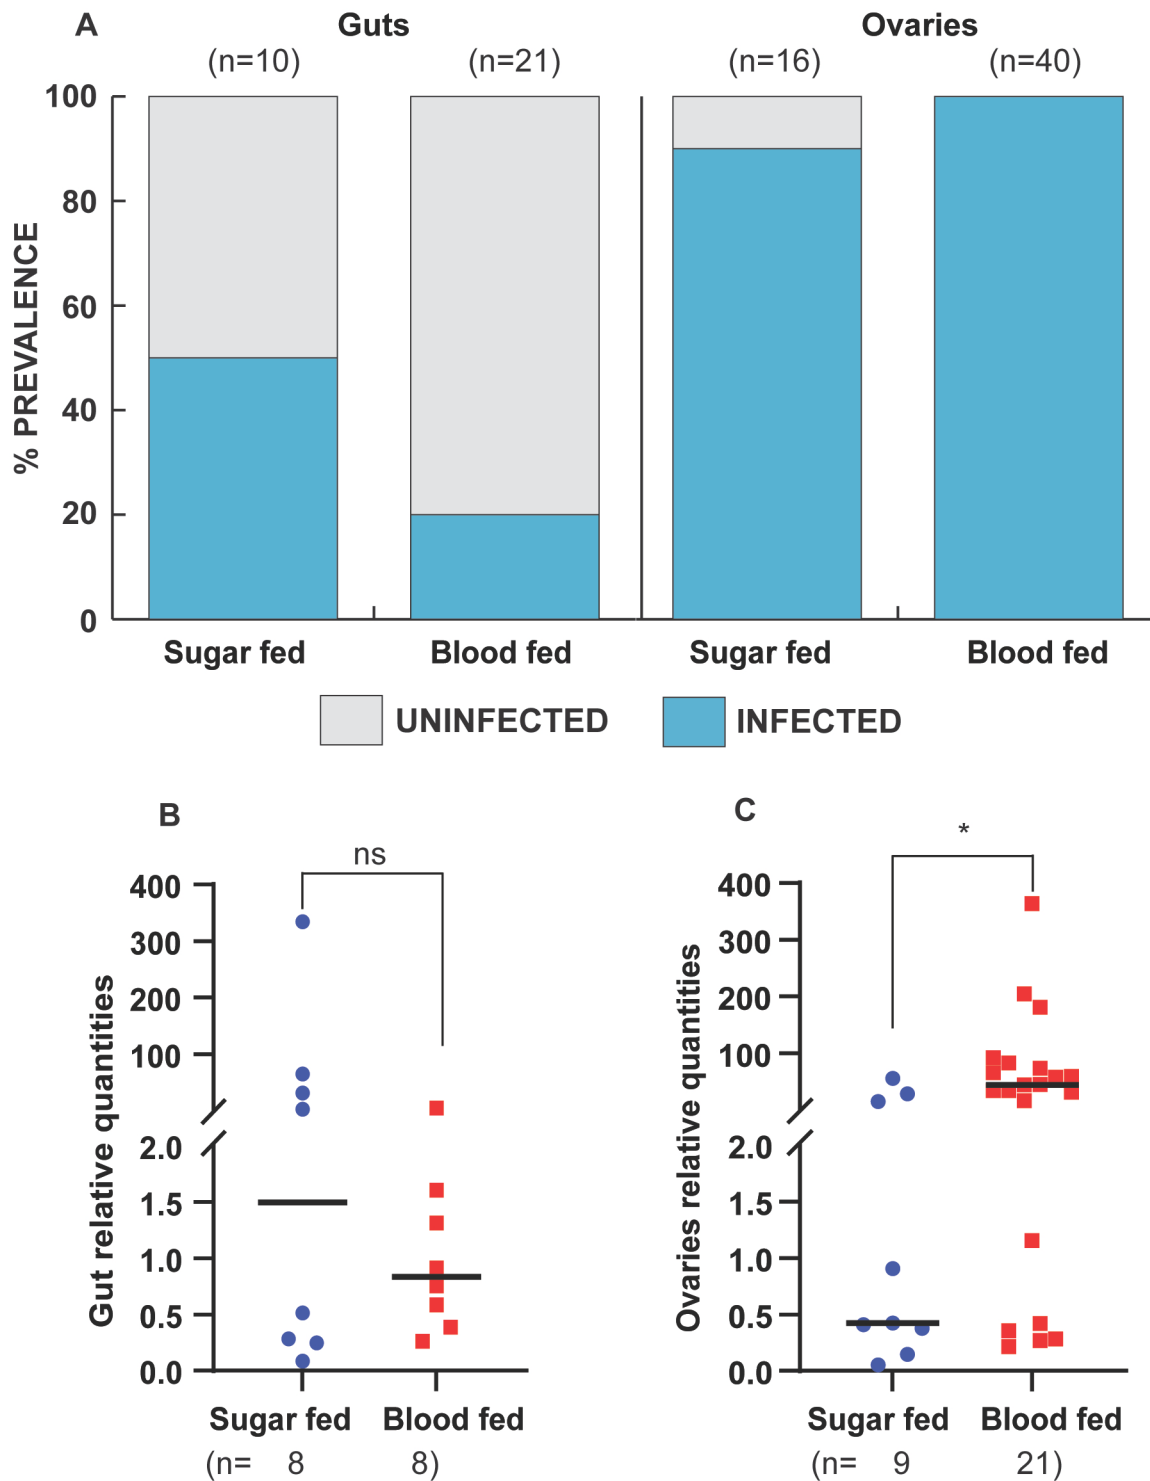 A
Guts
Ovaries
(n=10)
(n=21)
(n=16)
(n=40)
% PREVALENCE
100
80
60
40
20
0
Sugar fed
Blood fed
Sugar fed
Blood fed
UNINFECTED
INFECTED
B
ns
Gut relative quantities
400
300
200
100
2.0
1.5
1.0
0.5
0.0
Sugar fed
Blood fed
(n= 8 8)
C
*
Ovaries relative quantities
400
300
200
100
2.0
1.5
1.0
0.5
0.0
Sugar fed
Blood fed
(n= 9 21)